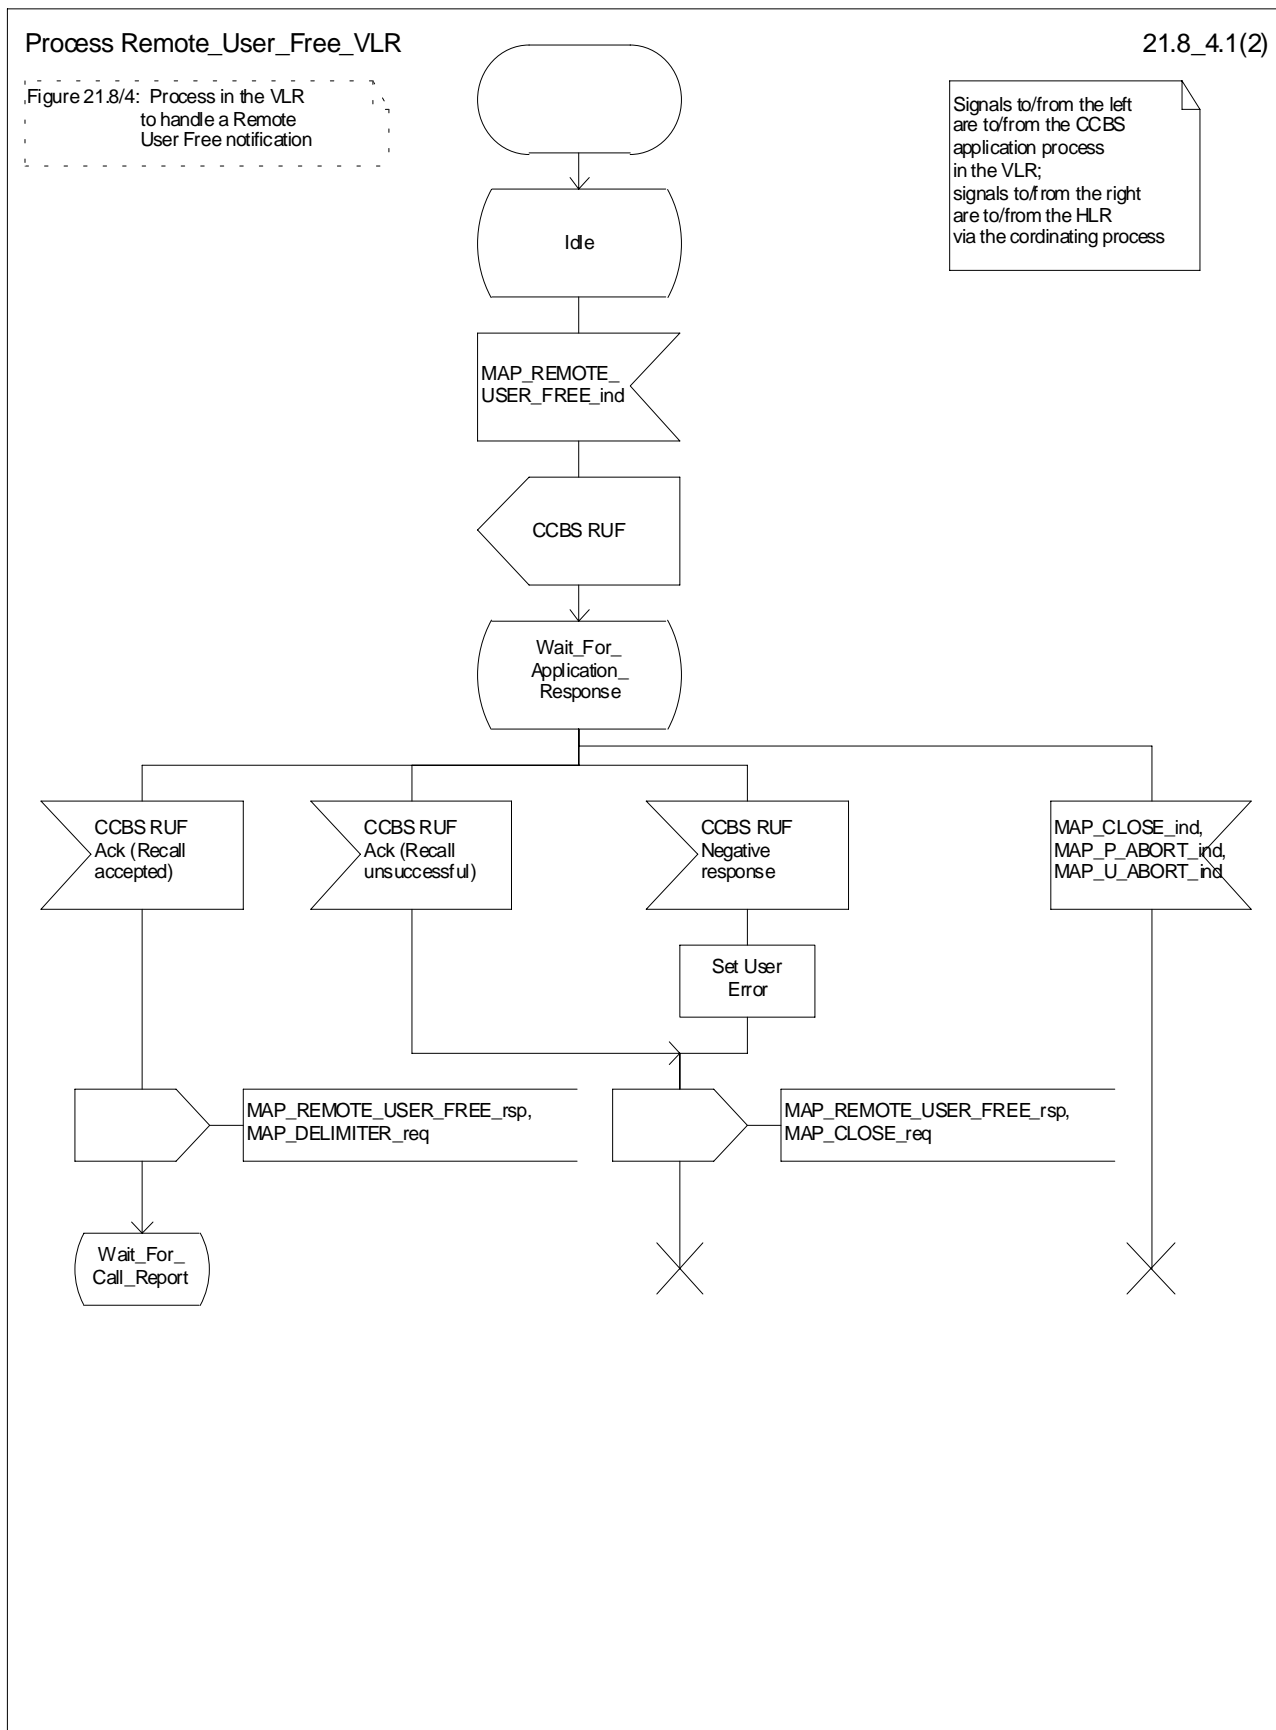 Process Remote_User_Free_VLR
21.8_4.1(2)
Figure 21.8/4: Process in the VLR
to handle a Remote
User Free notification
Signals to/from the left
are to/from the CCBS
application process
in the VLR;
signals to/from the right
are to/from the HLR
via the cordinating process
Idle
MAP_REMOTE_
USER_FREE_ind
CCBS RUF
Wait_For_
Application_
Response
CCBS RUF
Ack (Recall
accepted)
CCBS RUF
Ack (Recall
unsuccessful)
CCBS RUF
Negative
response
MAP_CLOSE_ind,
MAP_P_ABORT_ind,
MAP_U_ABORT_ind
Set User
Error
MAP_REMOTE_USER_FREE_rsp,
MAP_DELIMITER_req
MAP_REMOTE_USER_FREE_rsp,
MAP_CLOSE_req
Wait_For_
Call_Report